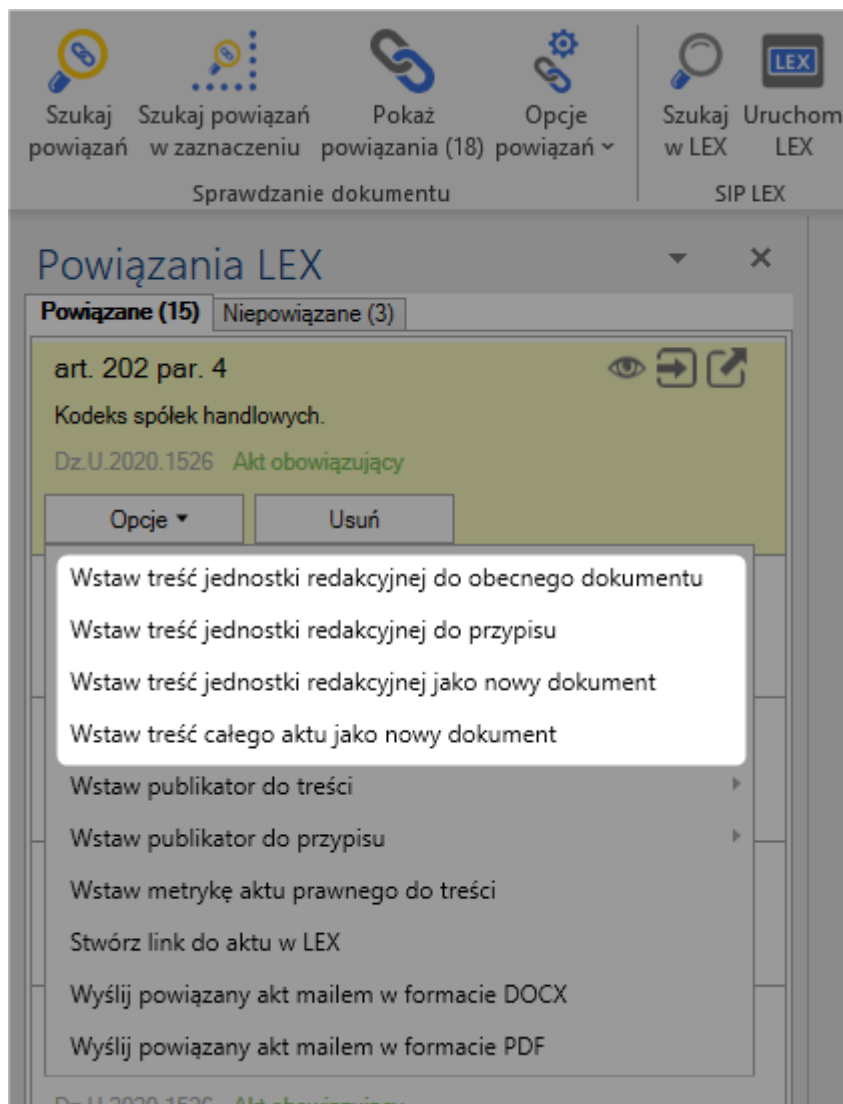 Szukaj
powiązań
Szukaj powiązań
w zaznaczeniu
Pokaż
powiązania (18)
Opcje
powiązań
Sprawdzanie dokumentu
Szukaj
w LEX
LEX
Uruchom
LEX
SIP LEX
Powiązania LEX
Powiązane (15)
Niepowiązane (3)
art. 202 par. 4
Kodeks spółek handlowych.
Dz.U.2020.1526 Akt obowiązujący
Opcje
Usuń
Wstaw treść jednostki redakcyjnej do obecnego dokumentu
Wstaw treść jednostki redakcyjnej do przypisu
Wstaw treść jednostki redakcyjnej jako nowy dokument
Wstaw treść całego aktu jako nowy dokument
Wstaw publikator do treści
Wstaw publikator do przypisu
Wstaw metrykę aktu prawnego do treści
Stwórz link do aktu w LEX
Wyślij powiązany akt mailem w formacie DOCX
Wyślij powiązany akt mailem w formacie PDF
Dz.U.2020.1526 Akt obowiązujący